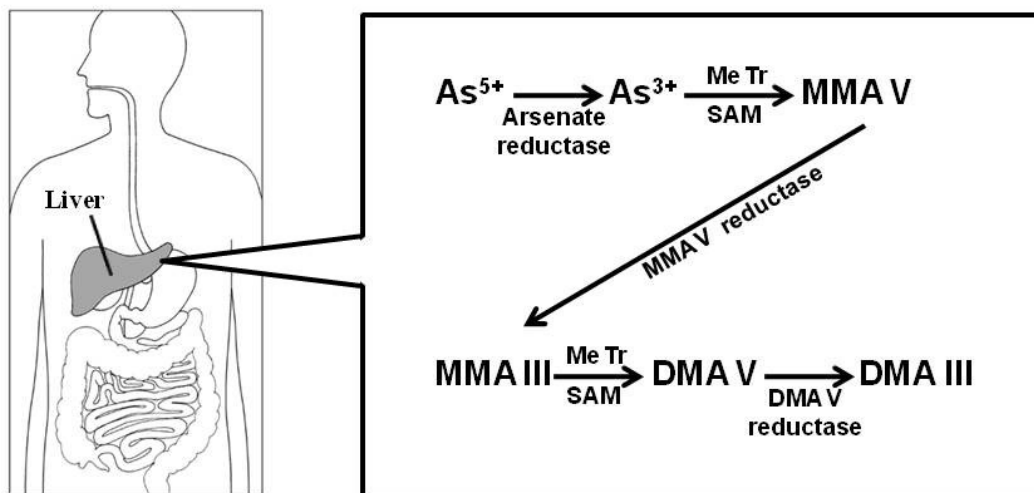 Liver
As⁵⁺ As³⁺ MMA V
Me Tr
SAM
Arsenate
reductase
MMA V reductase
MMA III DMA V DMA III
Me Tr
SAM
DMA V
reductase